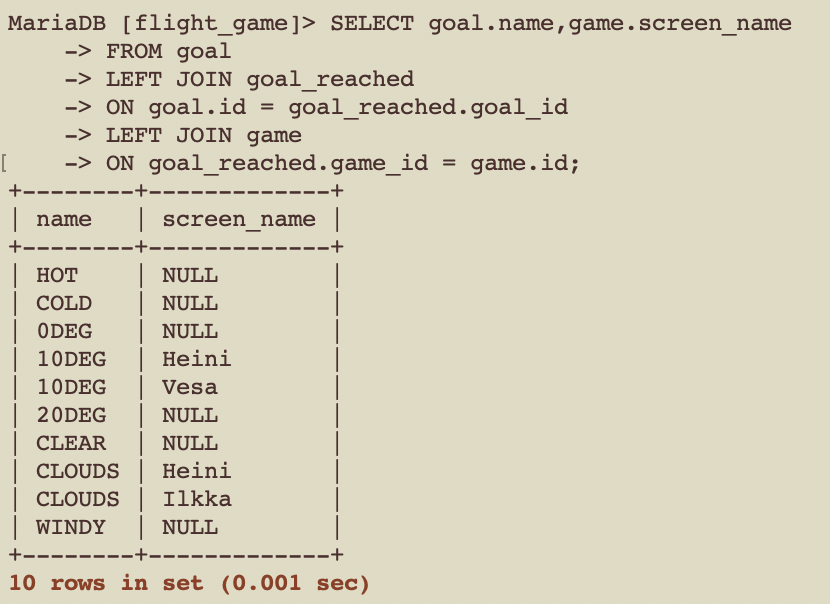 MariaDB [flight_game]> SELECT goal.name,game.screen_name
    -> FROM goal
    -> LEFT JOIN goal_reached
    -> ON goal.id = goal_reached.goal_id
    -> LEFT JOIN game
[    -> ON goal_reached.game_id = game.id;
+--------+-------------+
| name   | screen_name |
+--------+-------------+
| HOT    | NULL        |
| COLD   | NULL        |
| 0DEG   | NULL        |
| 10DEG  | Heini       |
| 10DEG  | Vesa        |
| 20DEG  | NULL        |
| CLEAR  | NULL        |
| CLOUDS | Heini       |
| CLOUDS | Ilkka       |
| WINDY  | NULL        |
+--------+-------------+
10 rows in set (0.001 sec)